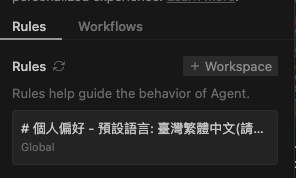 personalized experience. Learn more.
Rules Workflows
Rules + Workspace
Rules help guide the behavior of Agent.
# 個人偏好 - 預設語言: 臺灣繁體中文(請...
Global